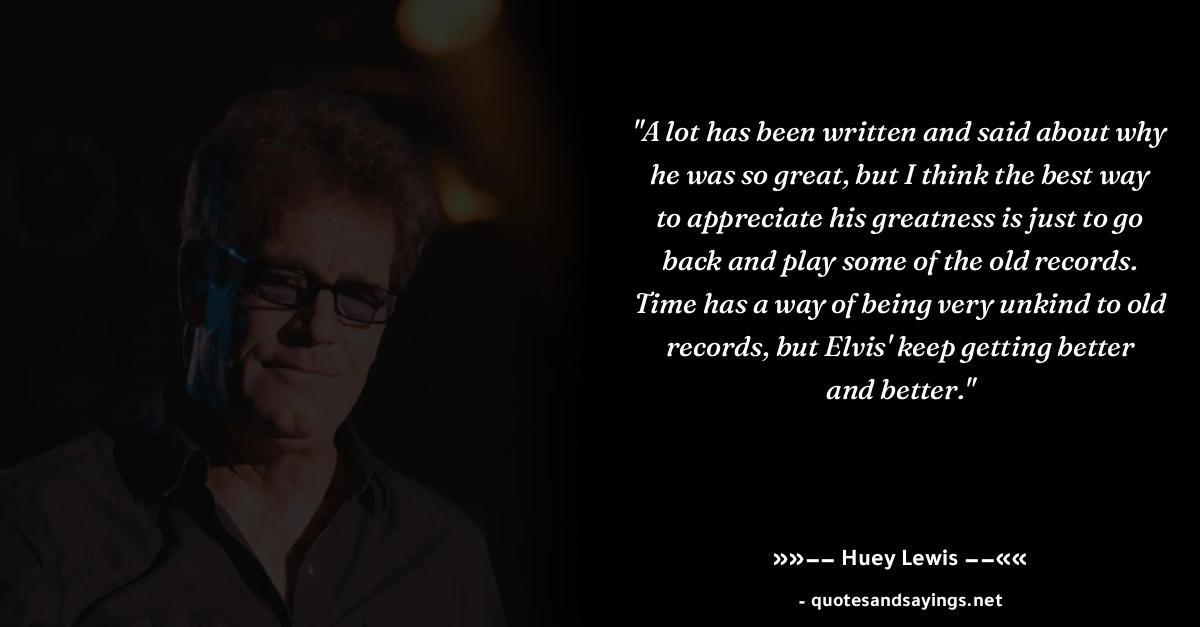 "A lot has been written and said about why
he was so great, but I think the best way
to appreciate his greatness is just to go
back and play some of the old records.
Time has a way of being very unkind to old
records, but Elvis' keep getting better
and better."
»»–– Huey Lewis ––««
- quotesandsayings.net